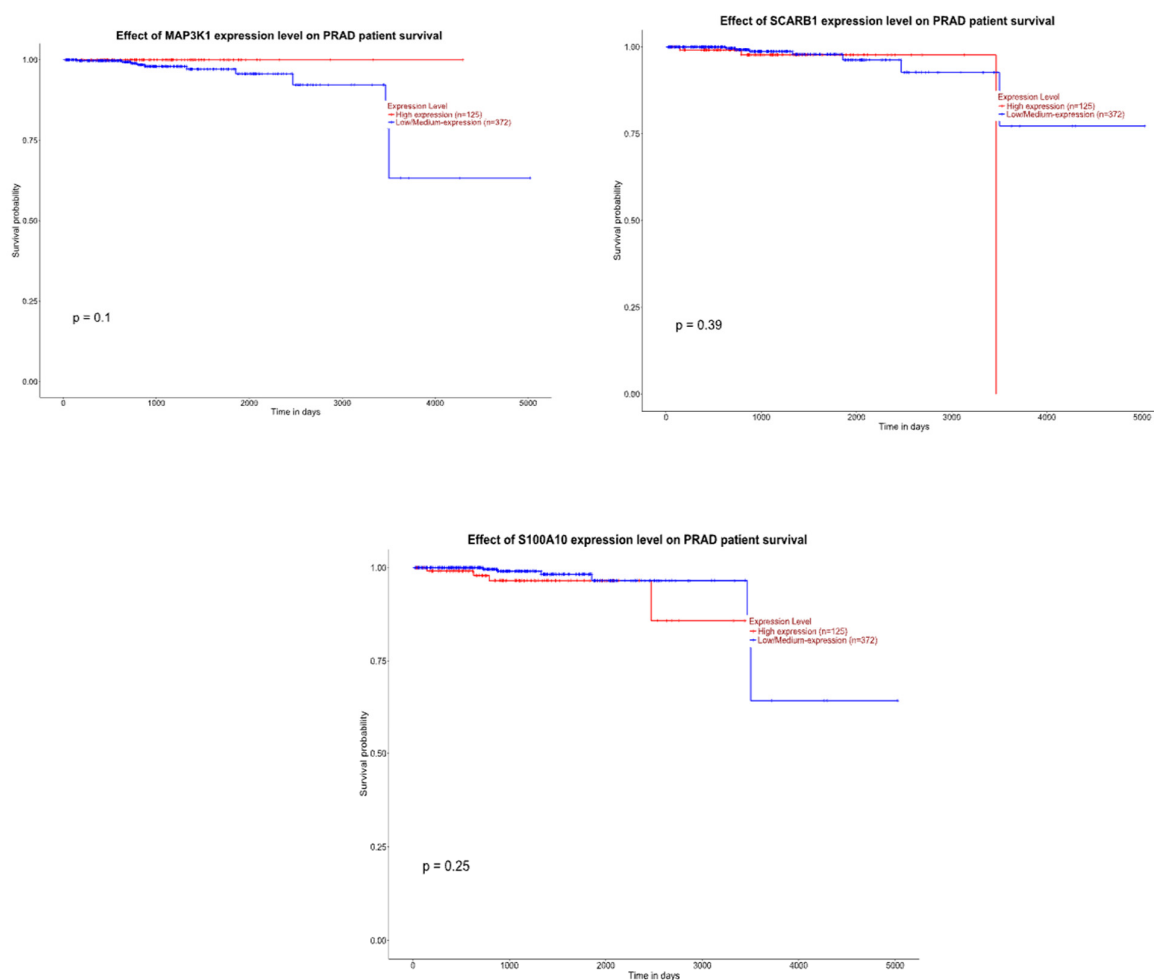 Effect of MAP3K1 expression level on PRAD patient survival
1.00
0.75
0.50
0.25
0.00
Survival probability
Expression Level
High expression (n=125)
Low/Medium-expression (n=372)
p = 0.1
0 1000 2000 3000 4000 5000
Time in days
Effect of SCARB1 expression level on PRAD patient survival
1.00
0.75
0.50
0.25
0.00
Survival probability
Expression Level
High expression (n=125)
Low/Medium-expression (n=372)
p = 0.39
0 1000 2000 3000 4000 5000
Time in days
Effect of S100A10 expression level on PRAD patient survival
1.00
0.75
0.50
0.25
0.00
Survival probability
Expression Level
High expression (n=125)
Low/Medium-expression (n=372)
p = 0.25
0 1000 2000 3000 4000 5000
Time in days